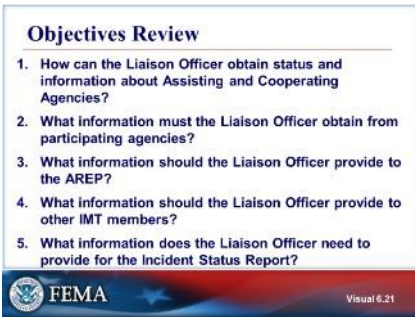 Objectives Review
1. How can the Liaison Officer obtain status and
information about Assisting and Cooperating
Agencies?
2. What information must the Liaison Officer obtain from
participating agencies?
3. What information should the Liaison Officer provide to
the AREP?
4. What information should the Liaison Officer provide to
other IMT members?
5. What information does the Liaison Officer need to
provide for the Incident Status Report?
FEMA
Visual 6.21